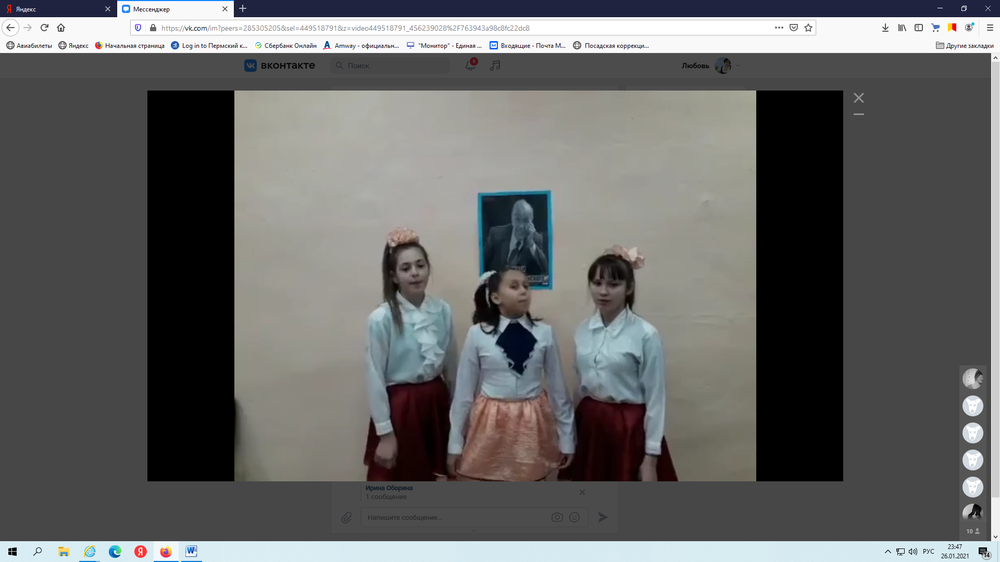 Яндекс
Мессенджер
https://vk.com/im?peers=285305205&sel=449518791&z=video449518791_456239028%2F763943a98c8fc22dc8
Авиабилеты
Яндекс
Начальная страница
Log in to Пермский к...
Сбербанк Онлайн
Amway - официальн...
"Монитор" - Единая ...
Входящие - Почта М...
Посадская коррекци...
Другие закладки
вконтакте
Поиск
6
Любовь
Ирина Оборина
1 сообщение
Напишите сообщение...
10
РУС
23:47
26.01.2021
14